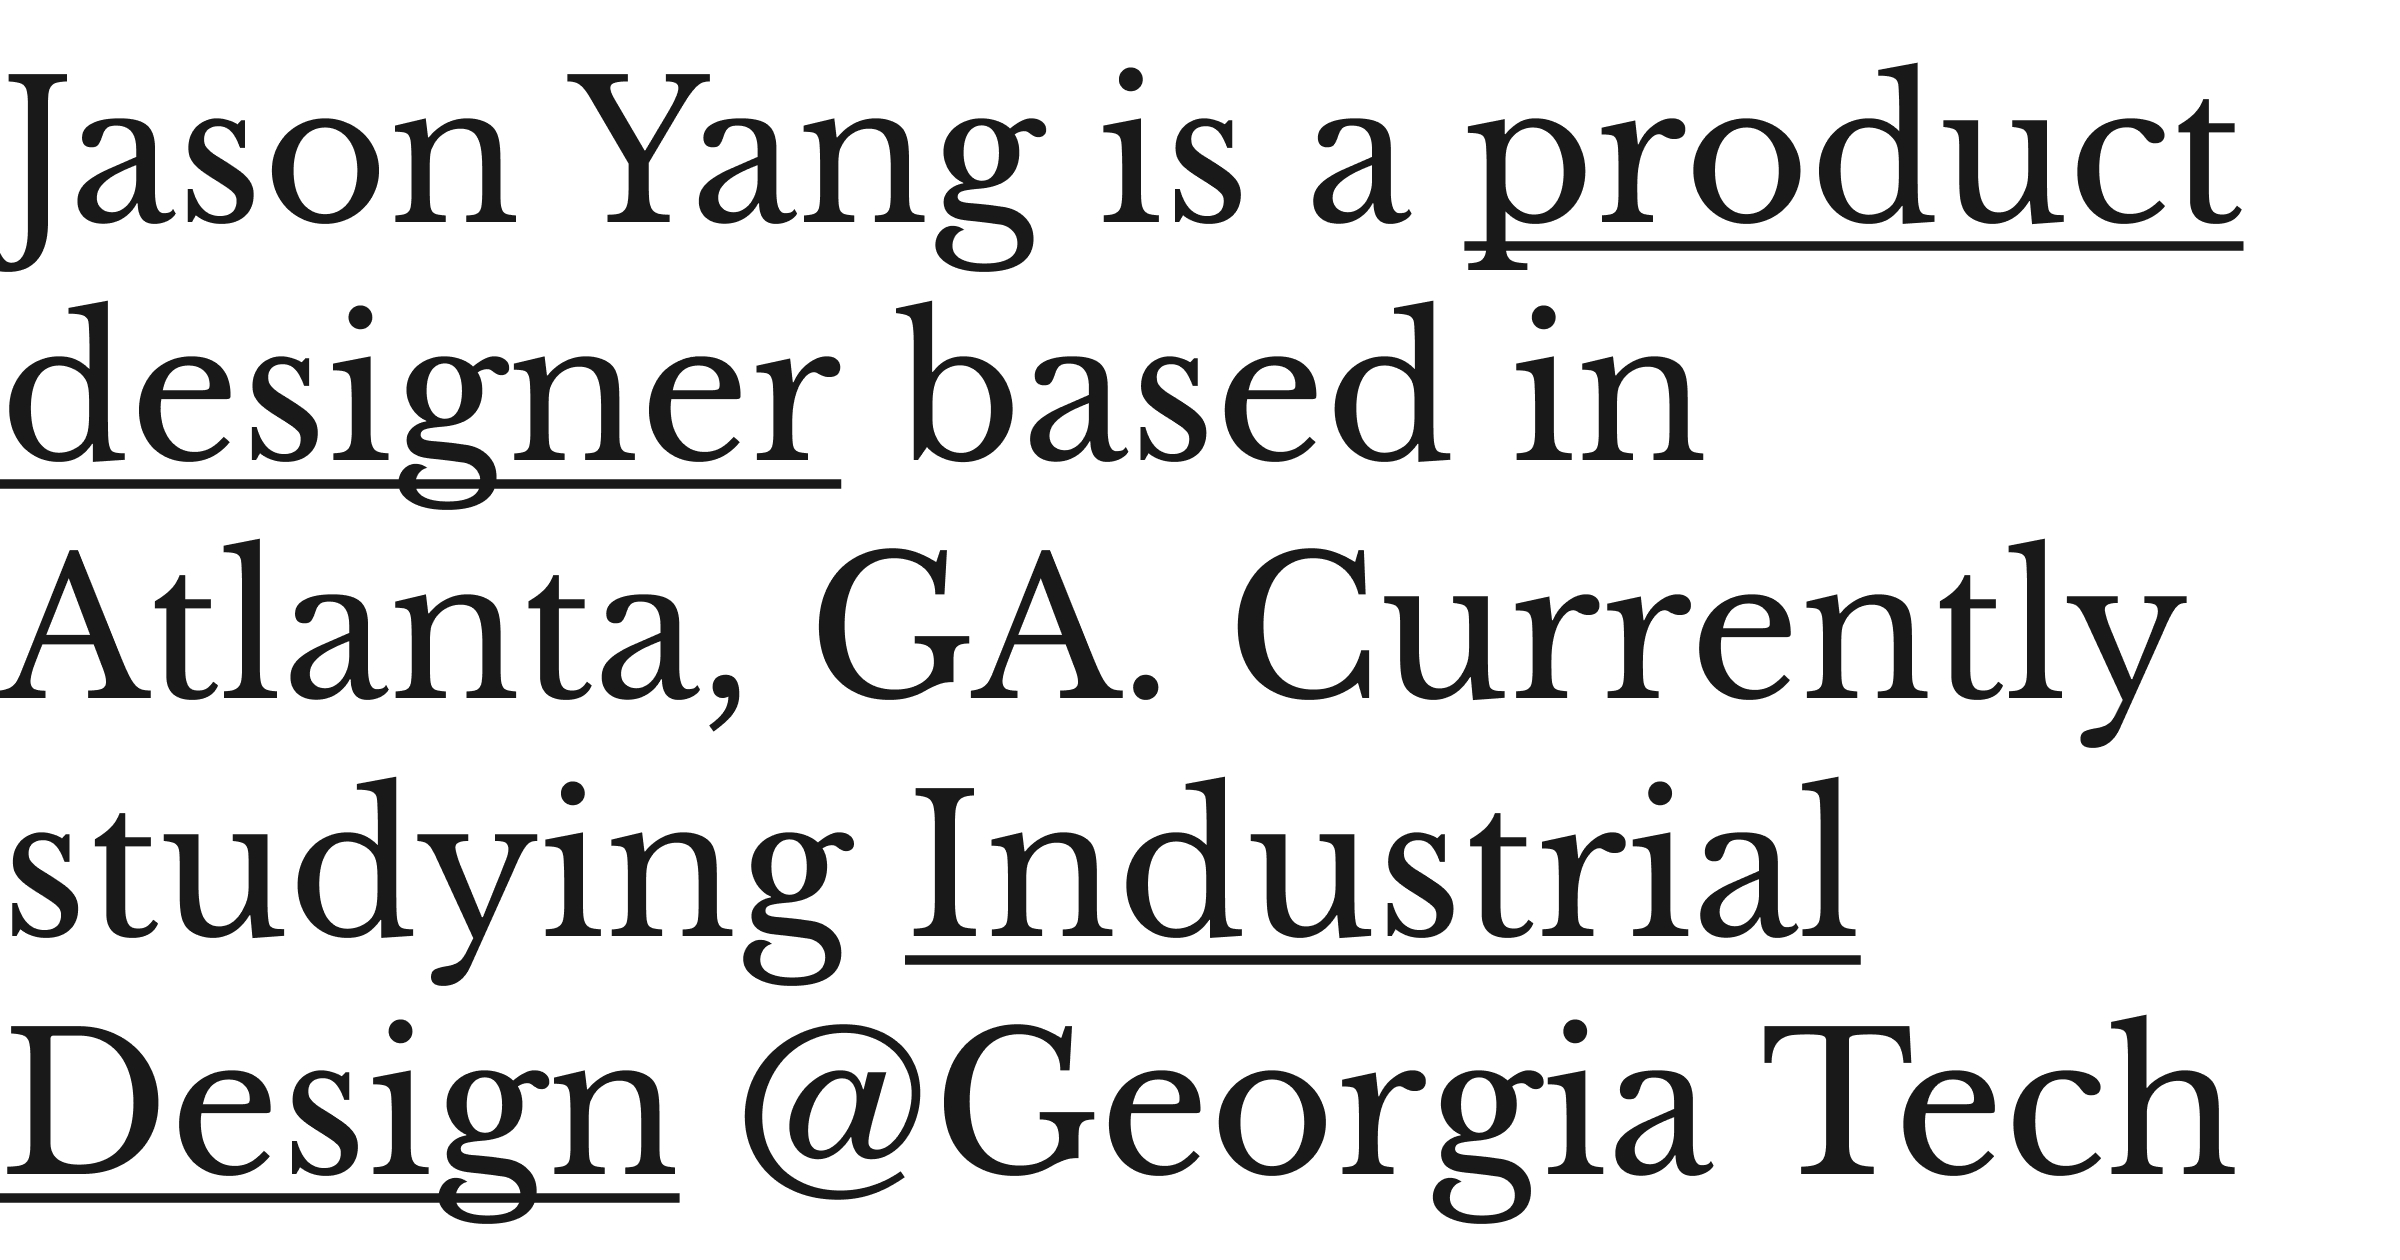 Jason Yang is a product
designer based in
Atlanta, GA. Currently
studying Industrial
Design @Georgia Tech